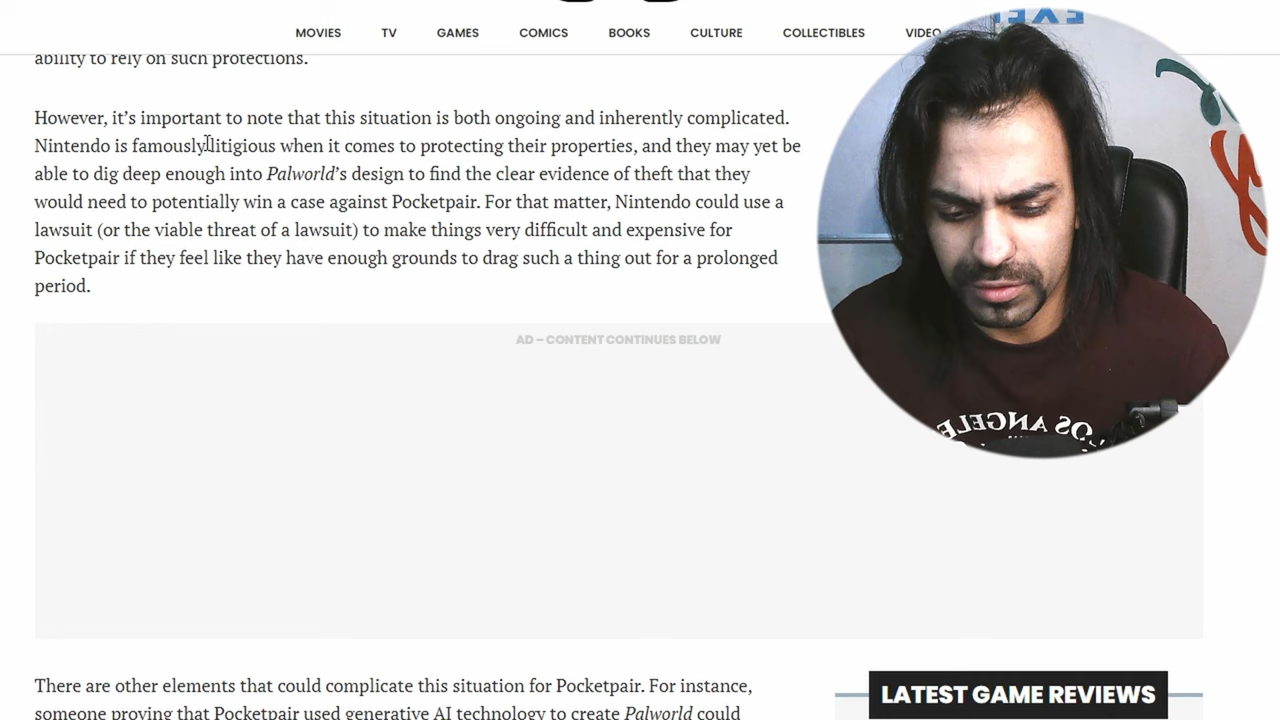 MOVIES TV GAMES COMICS BOOKS CULTURE COLLECTIBLES VIDEO
ability to rely on such protections.
However, it’s important to note that this situation is both ongoing and inherently complicated.
Nintendo is famously litigious when it comes to protecting their properties, and they may yet be
able to dig deep enough into Palworld’s design to find the clear evidence of theft that they
would need to potentially win a case against Pocketpair. For that matter, Nintendo could use a
lawsuit (or the viable threat of a lawsuit) to make things very difficult and expensive for
Pocketpair if they feel like they have enough grounds to drag such a thing out for a prolonged
period.
AD – CONTENT CONTINUES BELOW
LOS ANGELE
There are other elements that could complicate this situation for Pocketpair. For instance,
someone proving that Pocketpair used generative AI technology to create Palworld could
LATEST GAME REVIEWS